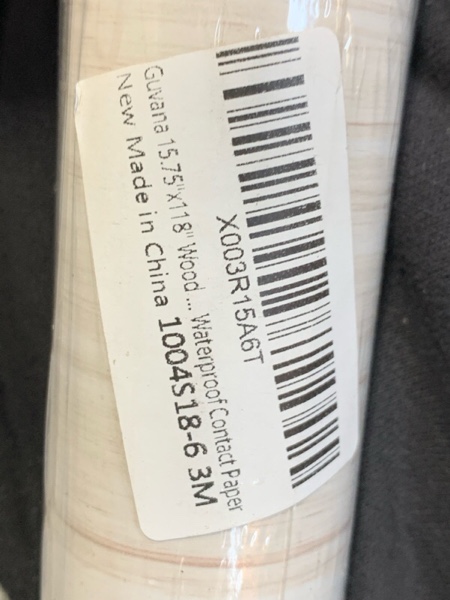 X003R15A6T
Guvana 15.75"x118" Wood ... Waterproof Contact Paper
New Made in China 1004S18-6 3M